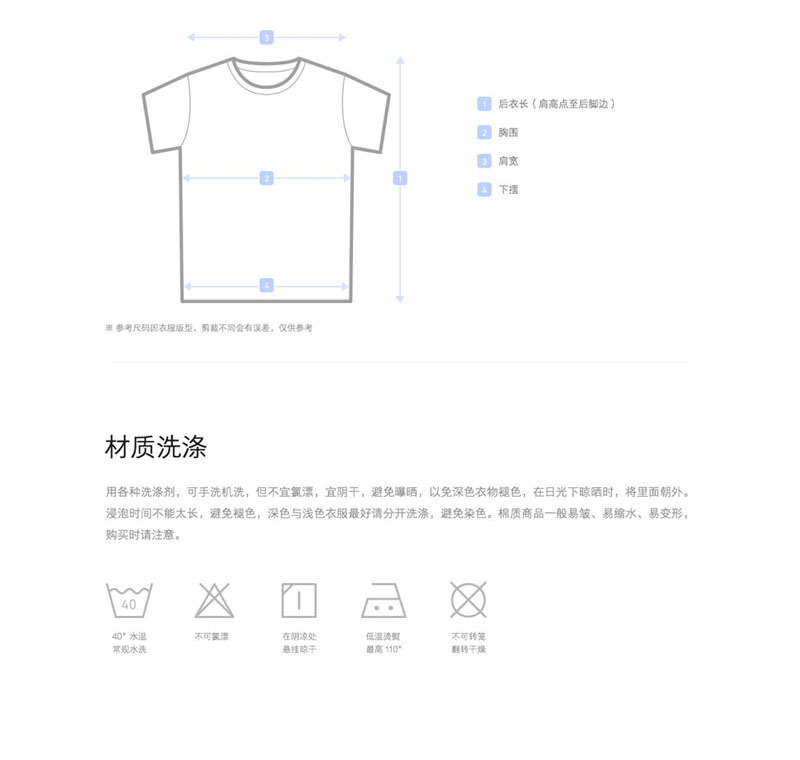 3
2
1
4
1 后衣长（肩高点至后脚边）
2 胸围
3 肩宽
4 下摆
※ 参考尺码因衣服版型、剪裁不同会有误差，仅供参考
材质洗涤
用各种洗涤剂，可手洗机洗，但不宜氯漂，宜阴干，避免曝晒，以免深色衣物褪色，在日光下晾晒时，将里面朝外。
浸泡时间不能太长，避免褪色，深色与浅色衣服最好请分开洗涤，避免染色。棉质商品一般易皱、易缩水、易变形，
购买时请注意。
40
40° 水温
常规水洗
不可氯漂
在阴凉处
悬挂晾干
低温烫熨
最高 110°
不可转笼
翻转干燥